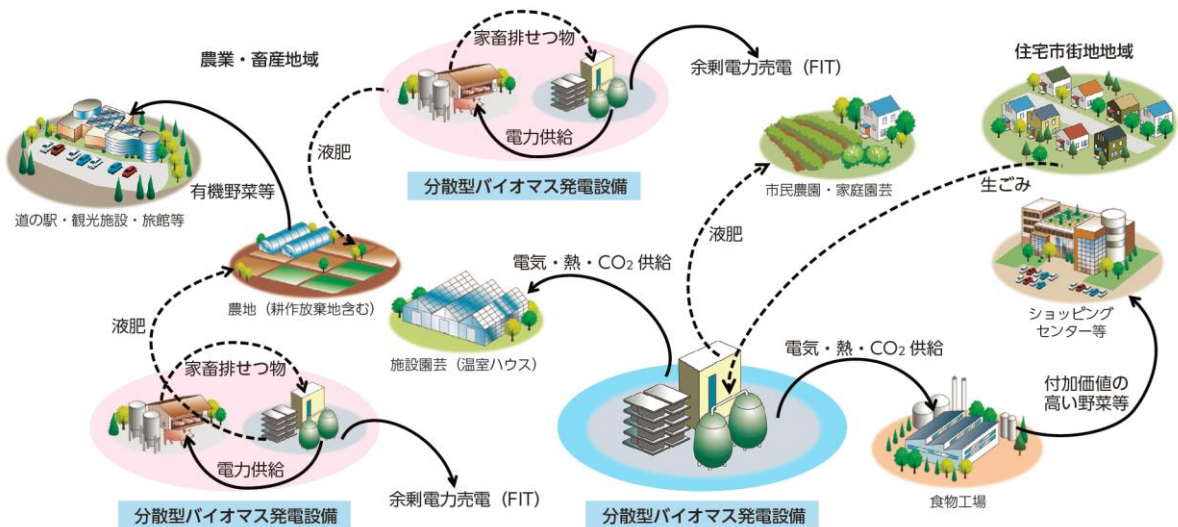 農業・畜産地域
家畜排せつ物
余剰電力売電（FIT）
住宅市街地地域
電力供給
液肥
分散型バイオマス発電設備
有機野菜等
道の駅・観光施設・旅館等
市民農園・家庭園芸
生ごみ
液肥
電気・熱・CO₂ 供給
農地（耕作放棄地含む）
ショッピング
センター等
液肥
施設園芸（温室ハウス）
家畜排せつ物
電気・熱・CO₂ 供給
付加価値の
高い野菜等
電力供給
余剰電力売電（FIT）
食物工場
分散型バイオマス発電設備
分散型バイオマス発電設備